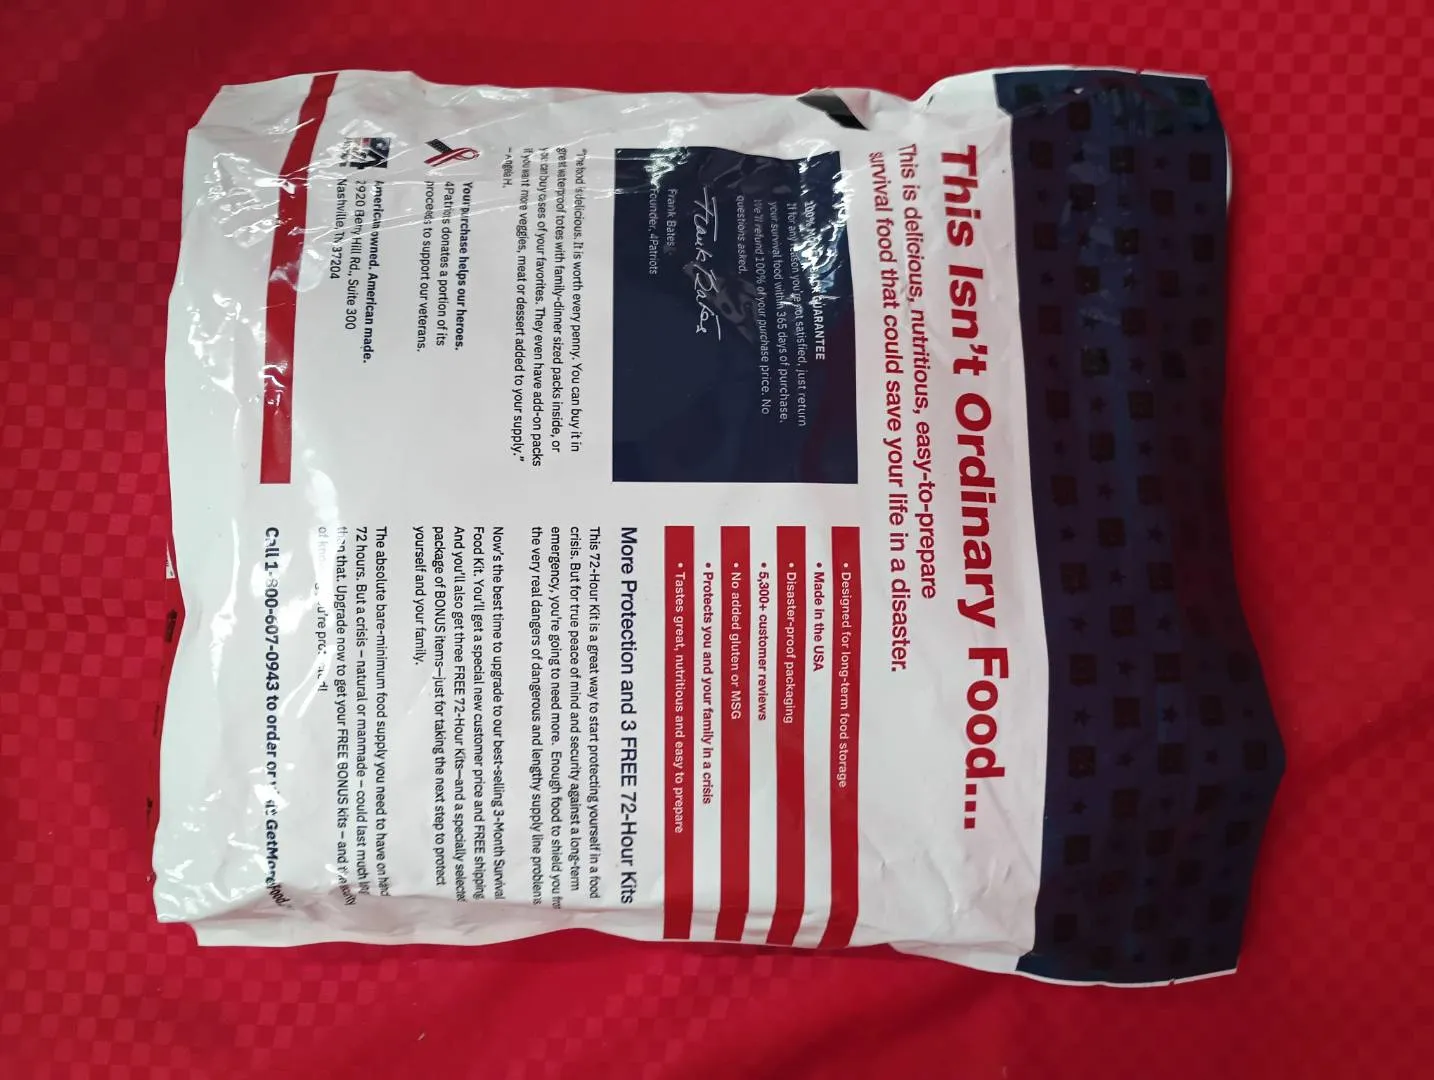 This Isn't Ordinary Food...
This is delicious, nutritious, easy-to-prepare
survival food that could save your life in a disaster.
100% GUARANTEE
If for any reason you're not satisfied, just return
your survival food within 365 days of purchase.
We'll refund 100% of your purchase price. No
questions asked.
Frank Bates
Frank Bates
Founder, 4Patriots
"The food is delicious. It is worth every penny. You can buy it in
great waterproof totes with family-dinner sized packs inside, or
you can buy cases of your favorites. They even have add-on packs
if you want more veggies, meat or dessert added to your supply."
– Angie H.
Your purchase helps our heroes.
4Patriots donates a portion of its
proceeds to support our veterans.
American owned. American made.
2920 Berry Hill Rd., Suite 300
Nashville, TN 37204
• Designed for long-term food storage
• Made in the USA
• Disaster-proof packaging
• 5,300+ customer reviews
• No added gluten or MSG
• Protects you and your family in a crisis
• Tastes great, nutritious and easy to prepare
More Protection and 3 FREE 72-Hour Kits
This 72-Hour Kit is a great way to start protecting yourself in a food
crisis. But for true peace of mind and security against a long-term
emergency, you're going to need more. Enough food to shield you from
the very real dangers of dangerous and lengthy supply line problems
Now's the best time to upgrade to our best-selling 3-Month Survival
Food Kit. You'll get a special new customer price and FREE shipping
And you'll also get three FREE 72-Hour Kits—and a specially selected
package of BONUS items—just for taking the next step to protect
yourself and your family.
The absolute bare-minimum food supply you need to have on hand
72 hours. But a crisis – natural or manmade – could last much
than that. Upgrade now to get your FREE BONUS kits – and
of you're
Call 1-800-607-0943 to order or